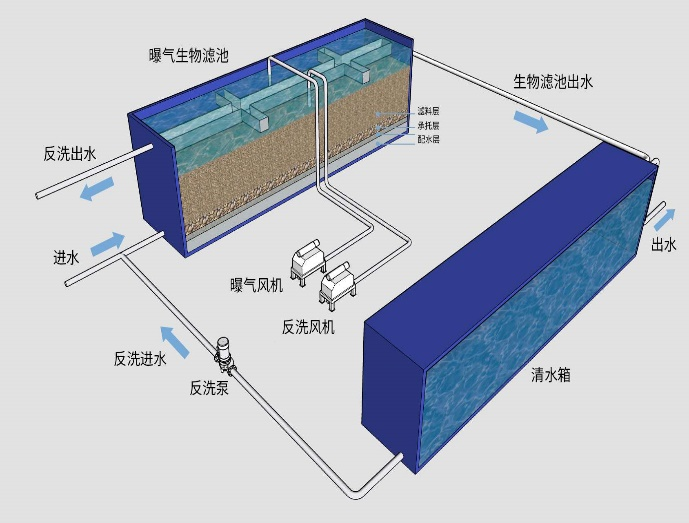 曝气生物滤池
生物滤池出水
滤料层
承托层
配水层
反洗出水
进水
出水
曝气风机
反洗风机
反洗进水
反洗泵
清水箱